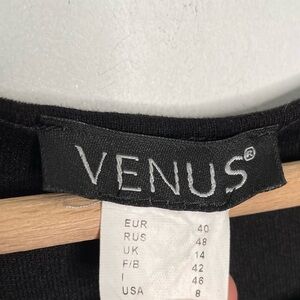 VENUS®
EUR 40
RUS 48
UK 14
F/B 42
I 46
USA 8